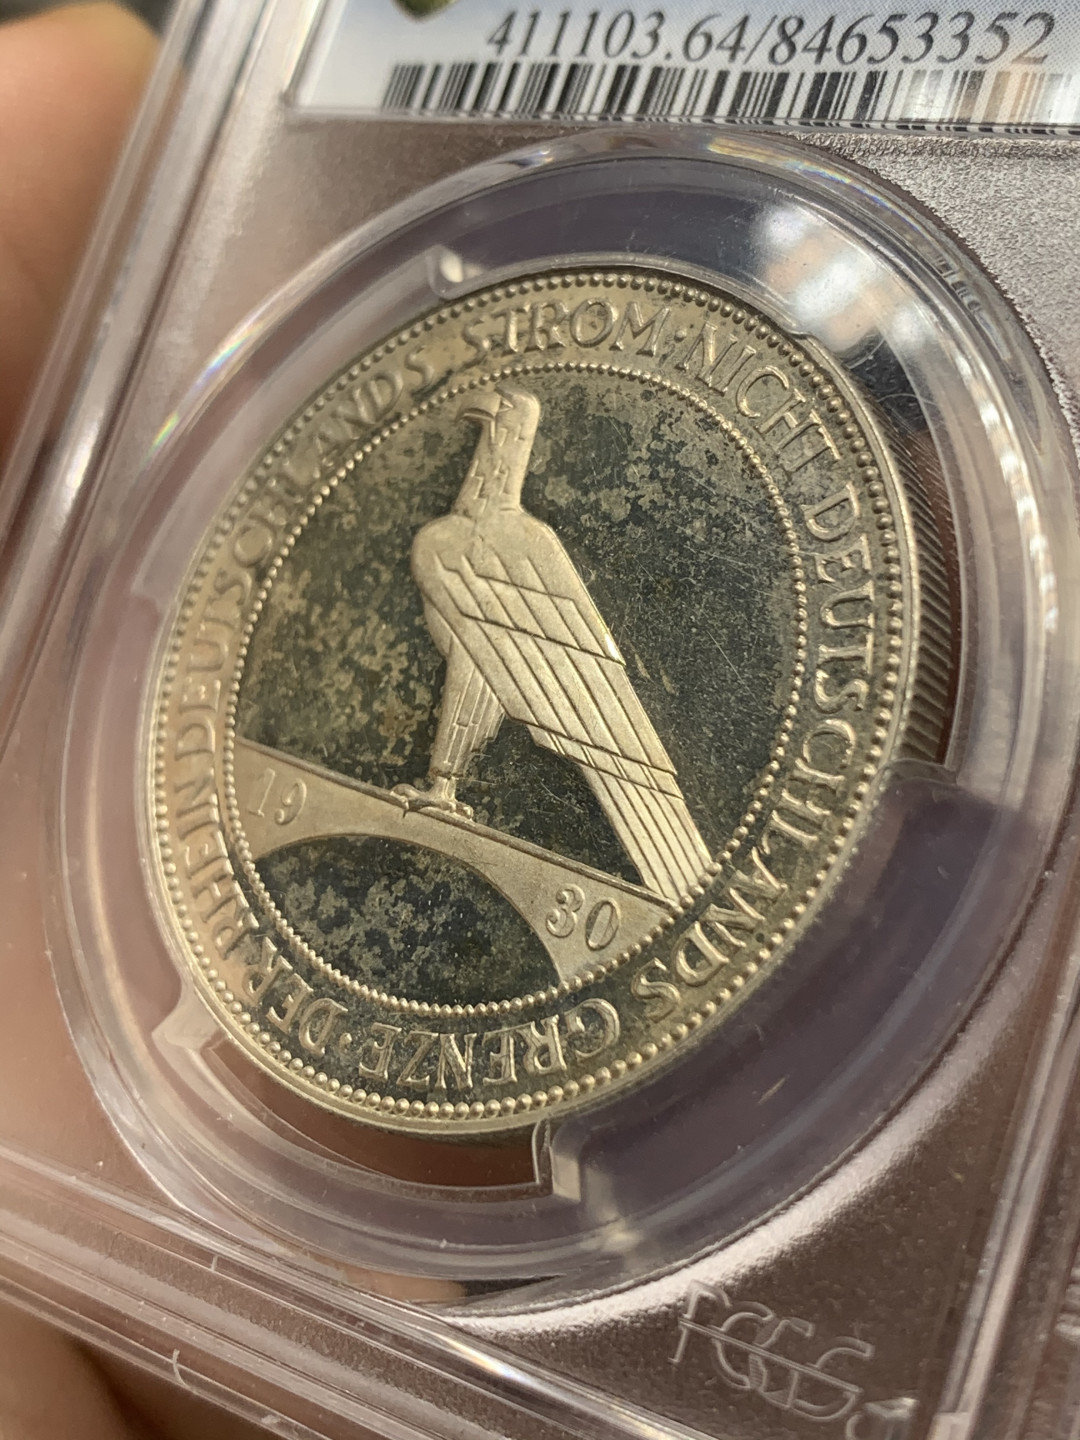 411103.64/84653352
DER RHEIN DEUTSCHLANDS STROM · NICHT DEUTSCHLANDS GRENZE ·
19
30
PCGS